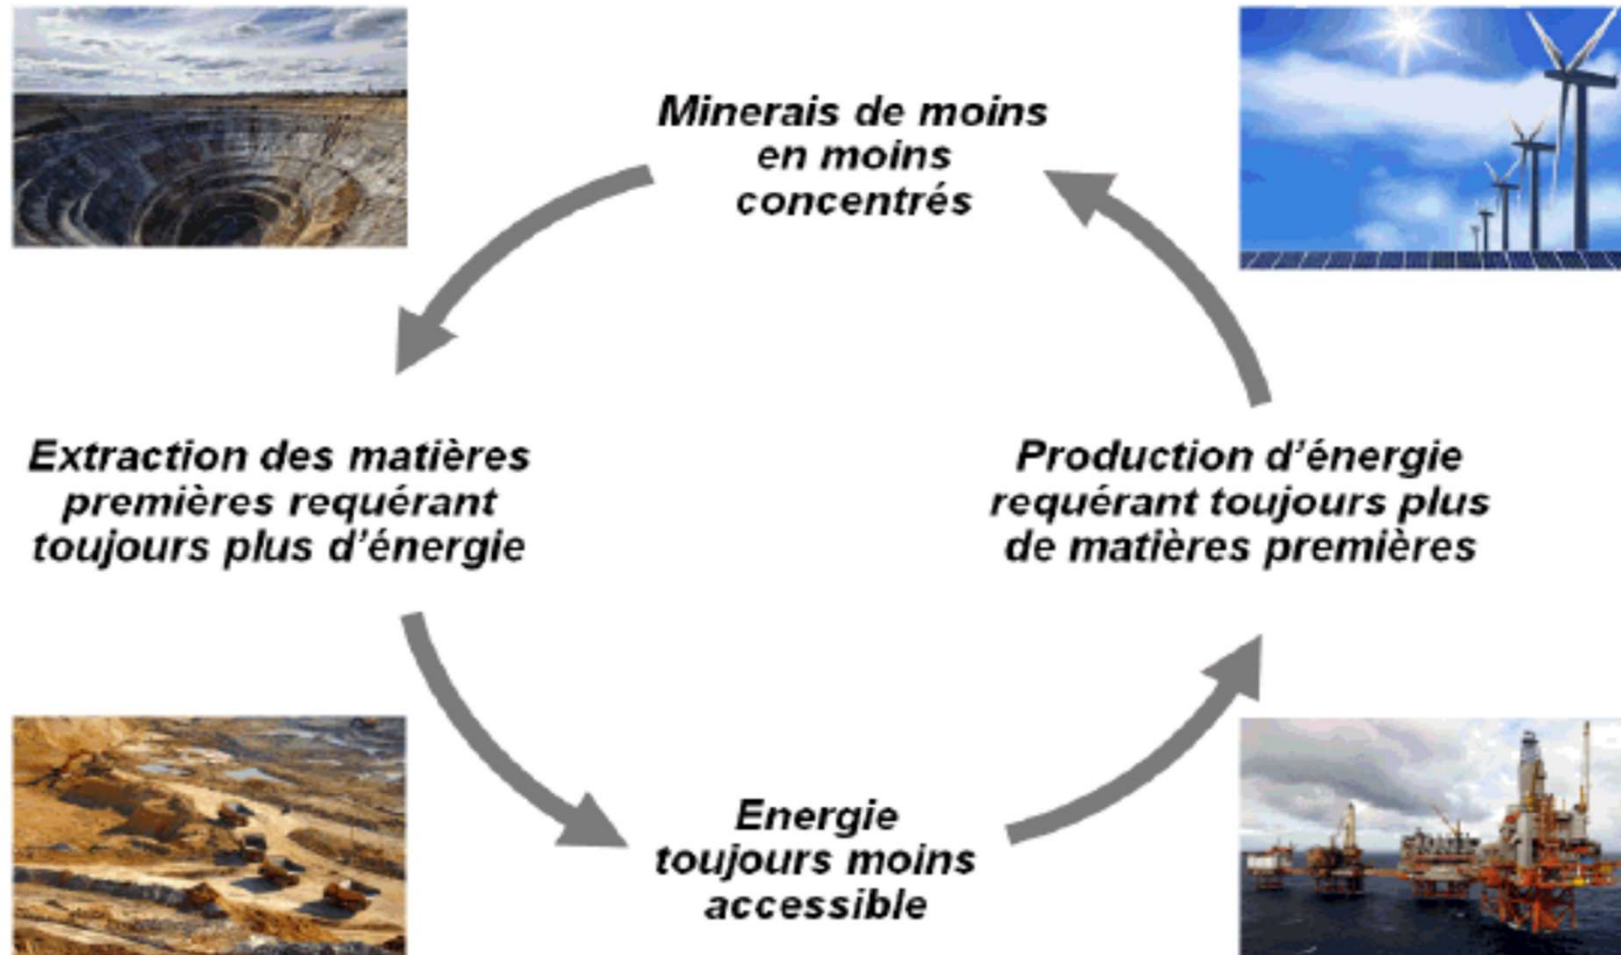 Minerais de moins
en moins
concentrés
Extraction des matières
premières requérant
toujours plus d'énergie
Production d'énergie
requérant toujours plus
de matières premières
Energie
toujours moins
accessible